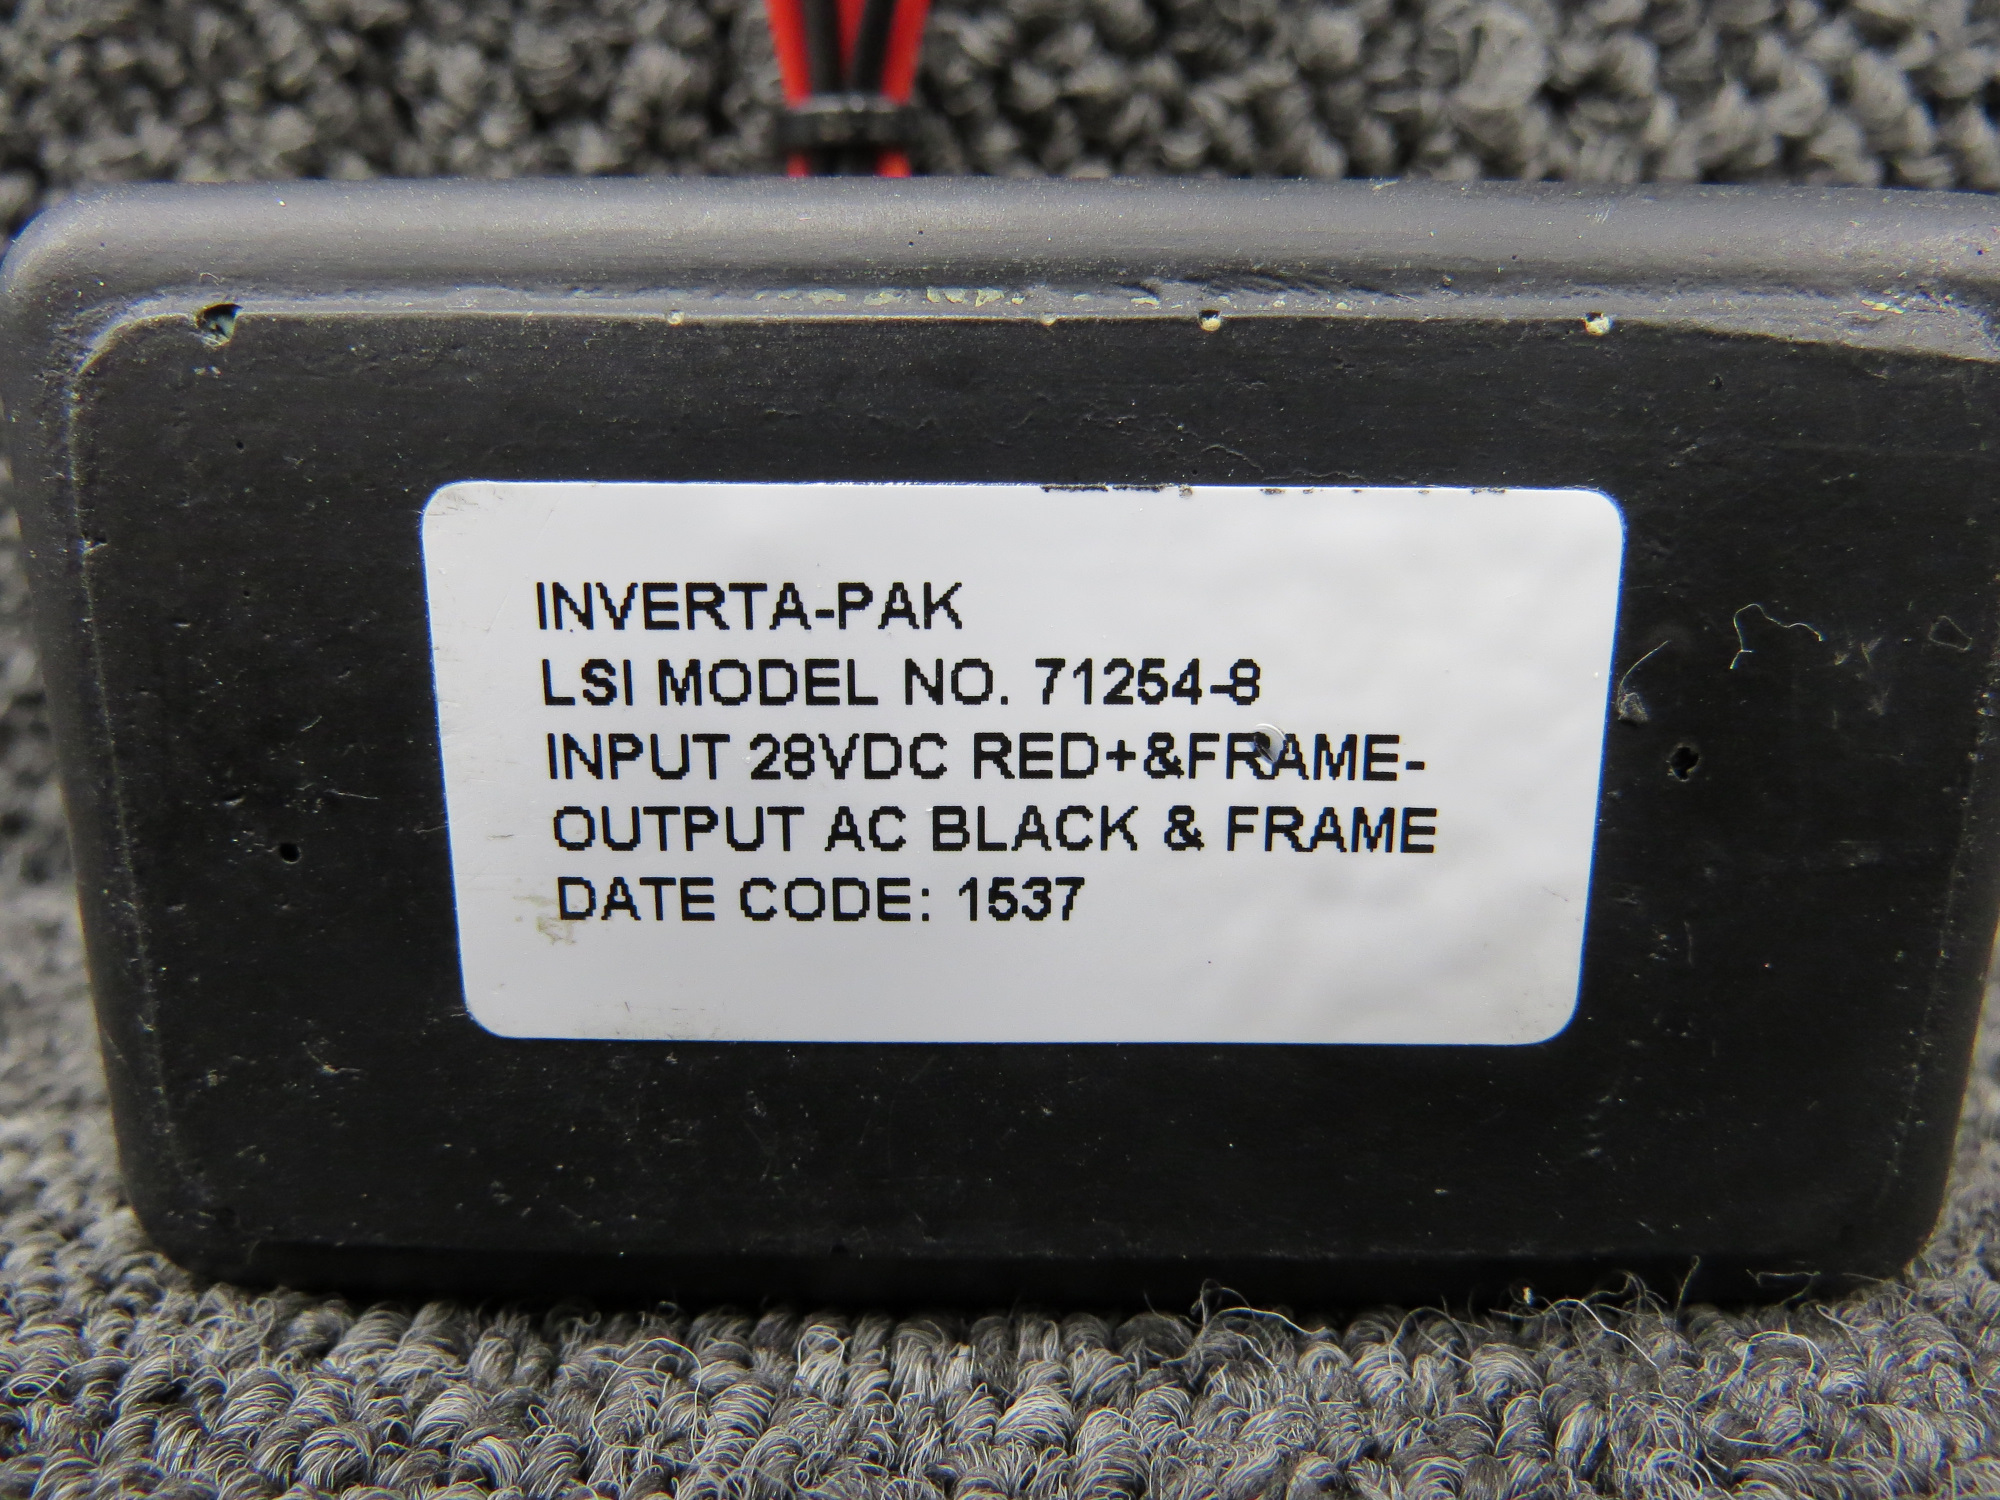 INVERTA-PAK
LSI MODEL NO. 71254-8
INPUT 28VDC RED+&FRAME-
OUTPUT AC BLACK & FRAME
DATE CODE: 1537